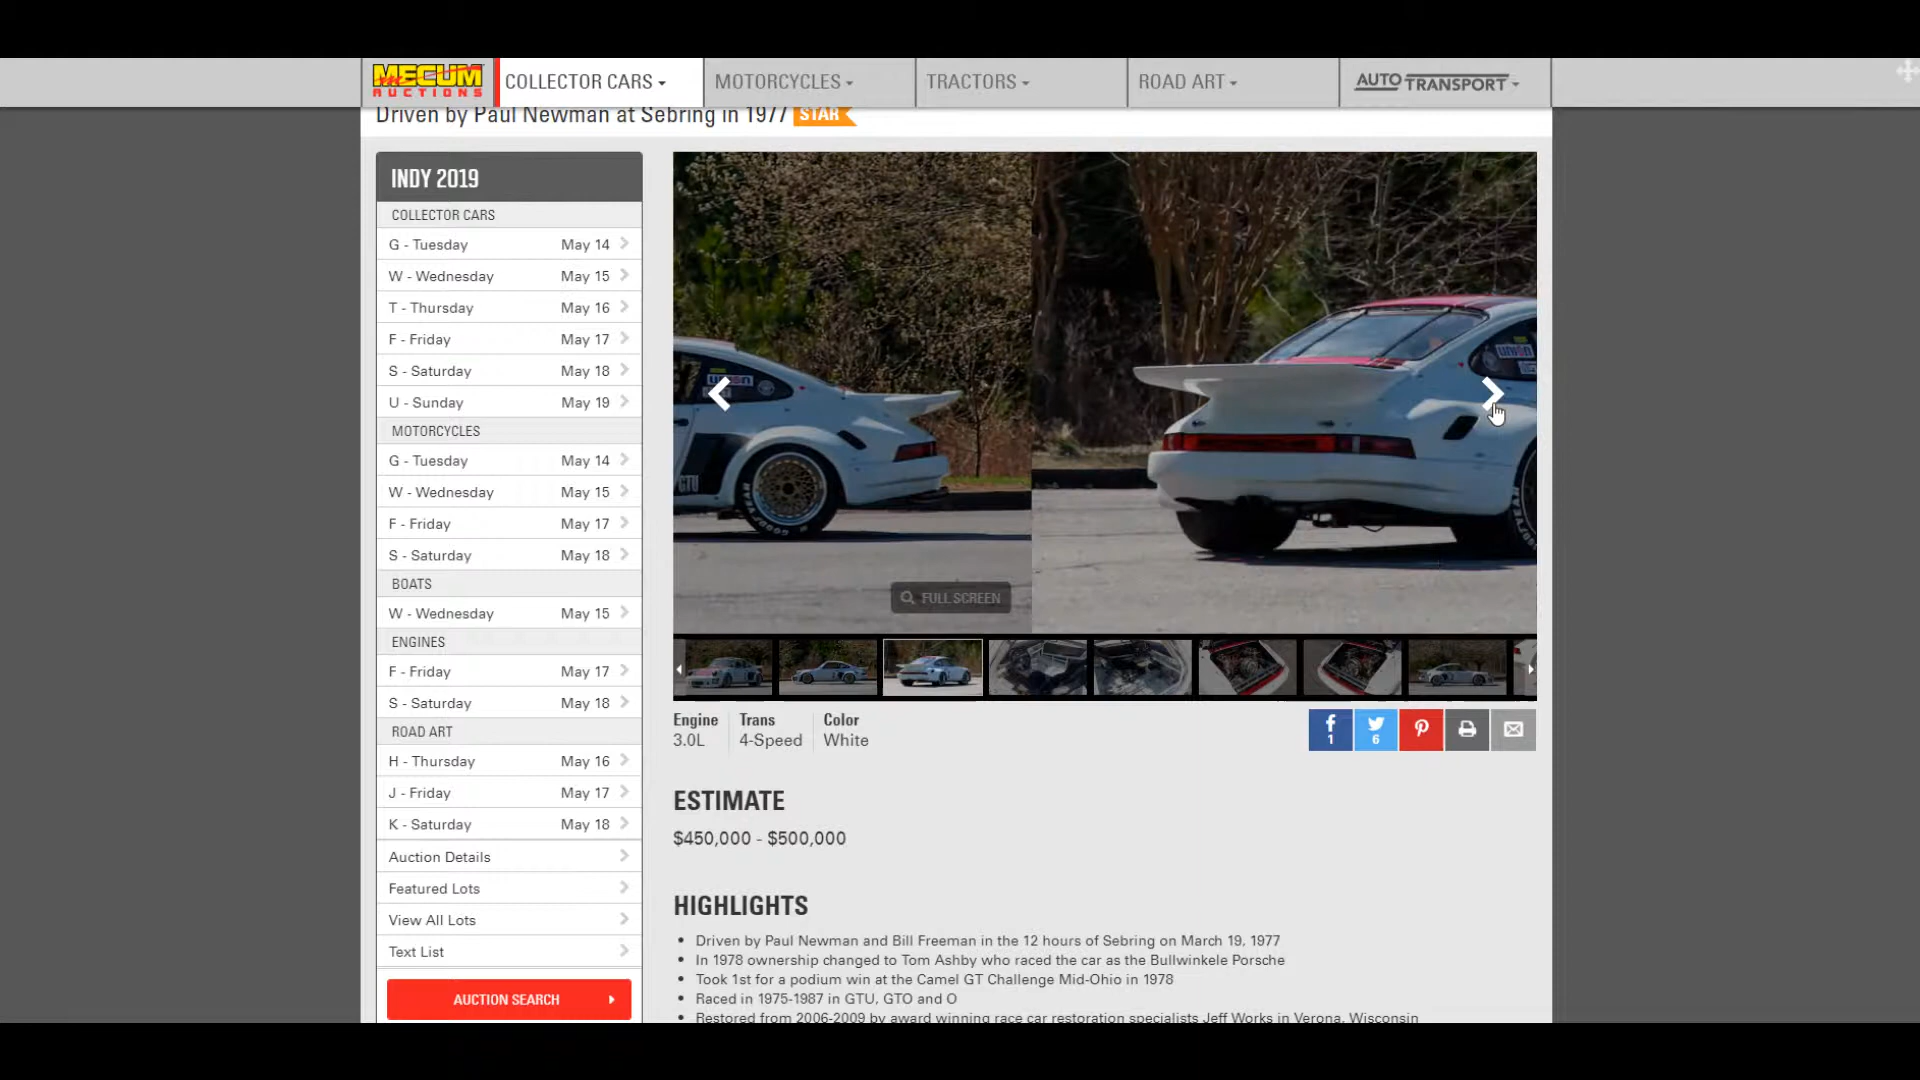 MECUM
AUCTIONS
COLLECTOR CARS
MOTORCYCLES
TRACTORS
ROAD ART
AUTO TRANSPORT
Driven by Paul Newman at Sebring in 1977 STAR
INDY 2019
COLLECTOR CARS
G - Tuesday May 14
W - Wednesday May 15
T - Thursday May 16
F - Friday May 17
S - Saturday May 18
U - Sunday May 19
MOTORCYCLES
G - Tuesday May 14
W - Wednesday May 15
F - Friday May 17
S - Saturday May 18
BOATS
W - Wednesday May 15
ENGINES
F - Friday May 17
S - Saturday May 18
ROAD ART
H - Thursday May 16
J - Friday May 17
K - Saturday May 18
Auction Details
Featured Lots
View All Lots
Text List
AUCTION SEARCH
GTU
FULL SCREEN
Engine Trans Color
3.0L 4-Speed White
1
6
ESTIMATE
$450,000 - $500,000
HIGHLIGHTS
• Driven by Paul Newman and Bill Freeman in the 12 hours of Sebring on March 19, 1977
• In 1978 ownership changed to Tom Ashby who raced the car as the Bullwinkele Porsche
• Took 1st for a podium win at the Camel GT Challenge Mid-Ohio in 1978
• Raced in 1975-1987 in GTU, GTO and O
• Restored from 2006-2009 by award winning race car restoration specialists Jeff Works in Verona, Wisconsin